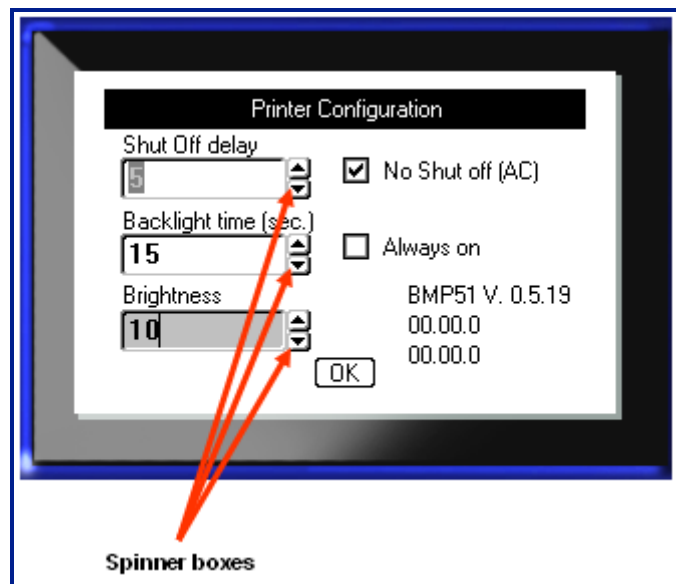 Printer Configuration
Shut Off delay
5
No Shut off (AC)
Backlight time (sec.)
15
Always on
Brightness
10
BMP51 V. 0.5.19
00.00.0
00.00.0
OK
Spinner boxes